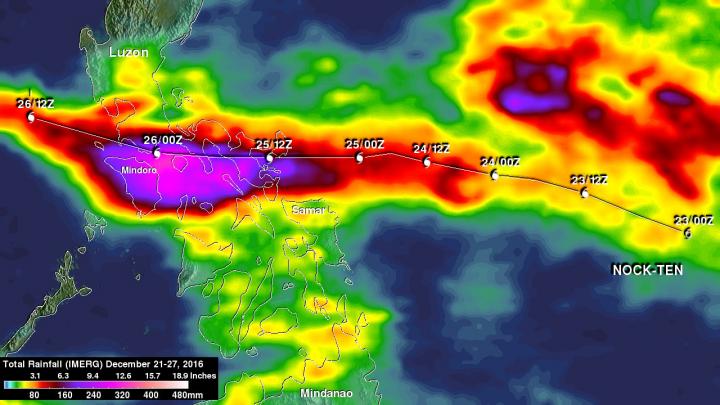 Luzon
26/12Z
26/00Z
25/12Z
25/00Z
24/12Z
24/00Z
23/12Z
23/00Z
Mindoro
Samar
NOCK-TEN
Total Rainfall (IMERG) December 21-27, 2016
3.1 6.3 9.4 12.6 15.7 18.9 Inches
80 160 240 320 400 480mm
Mindanao